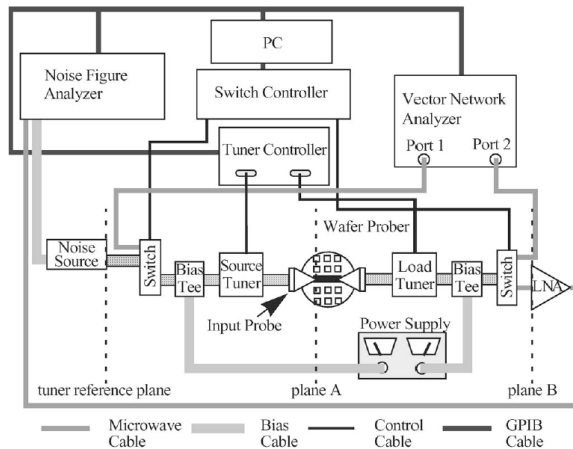 PC
Noise Figure
Analyzer
Switch Controller
Vector Network
Analyzer
Port 1
Port 2
Tuner Controller
Wafer Prober
Noise
Source
Switch
Bias
Tee
Source
Tuner
Load
Tuner
Bias
Tee
Switch
LNA
Input Probe
Power Supply
tuner reference plane
plane A
plane B
Microwave
Cable
Bias
Cable
Control
Cable
GPIB
Cable